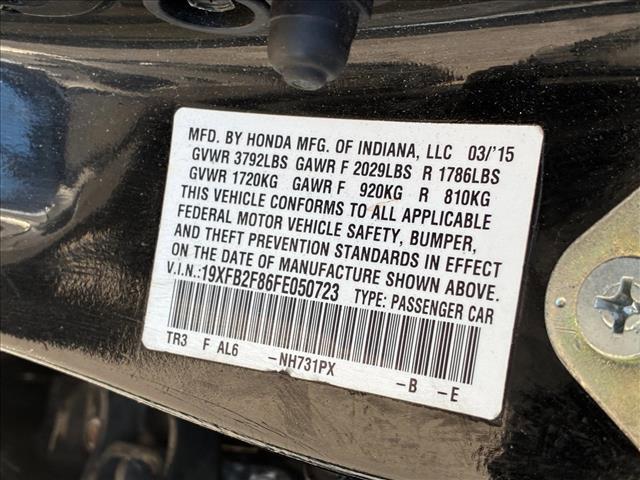 MFD. BY HONDA MFG. OF INDIANA, LLC 03/'15
GVWR 3792LBS GAWR F 2029LBS R 1786LBS
GVWR 1720KG GAWR F 920KG R 810KG
THIS VEHICLE CONFORMS TO ALL APPLICABLE
FEDERAL MOTOR VEHICLE SAFETY, BUMPER,
AND THEFT PREVENTION STANDARDS IN EFFECT
ON THE DATE OF MANUFACTURE SHOWN ABOVE.
V.I.N.:19XFB2F86FE050723 TYPE: PASSENGER CAR
TR3 F AL6 -NH731PX -B -E